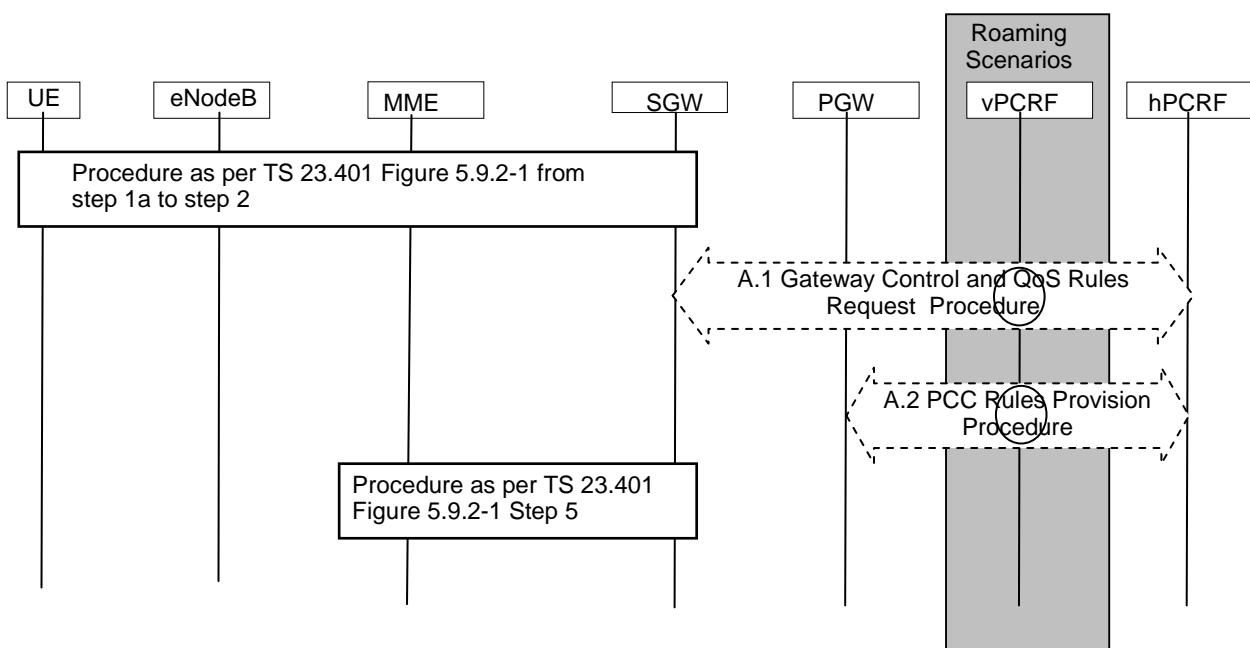 Roaming
Scenarios
UE
eNodeB
MME
SGW
PGW
vPCRF
hPCRF
Procedure as per TS 23.401 Figure 5.9.2-1 from
step 1a to step 2
A.1 Gateway Control and QoS Rules
Request Procedure
A.2 PCC Rules Provision
Procedure
Procedure as per TS 23.401
Figure 5.9.2-1 Step 5